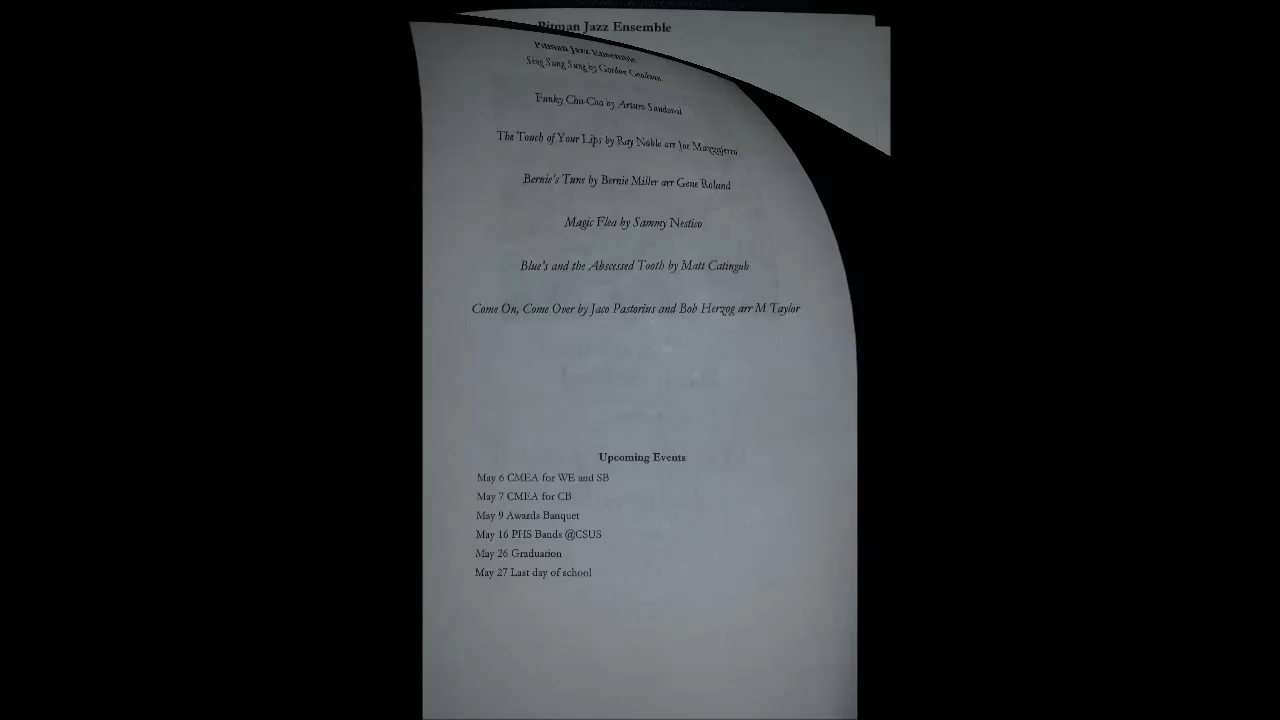 Pitman Jazz Ensemble
Pitman Jazz Ensemble
Sing Sang Sung by Gordon Goodwin
Funky Cha-Cha by Arturo Sandoval
The Touch of Your Lips by Ray Noble arr Joe
Bernie's Tune by Bernie Miller arr Gene Roland
Magic Flea by Sammy Nestico
Blue's and the Abscessed Tooth by Matt Catingub
Come On, Come Over by Jaco Pastorius and Bob Herzog arr M Taylor
Upcoming Events
May 6 CMEA for WE and SB
May 7 CMEA for CB
May 9 Awards Banquet
May 16 PHS Bands @CSUS
May 26 Graduation
May 27 Last day of school